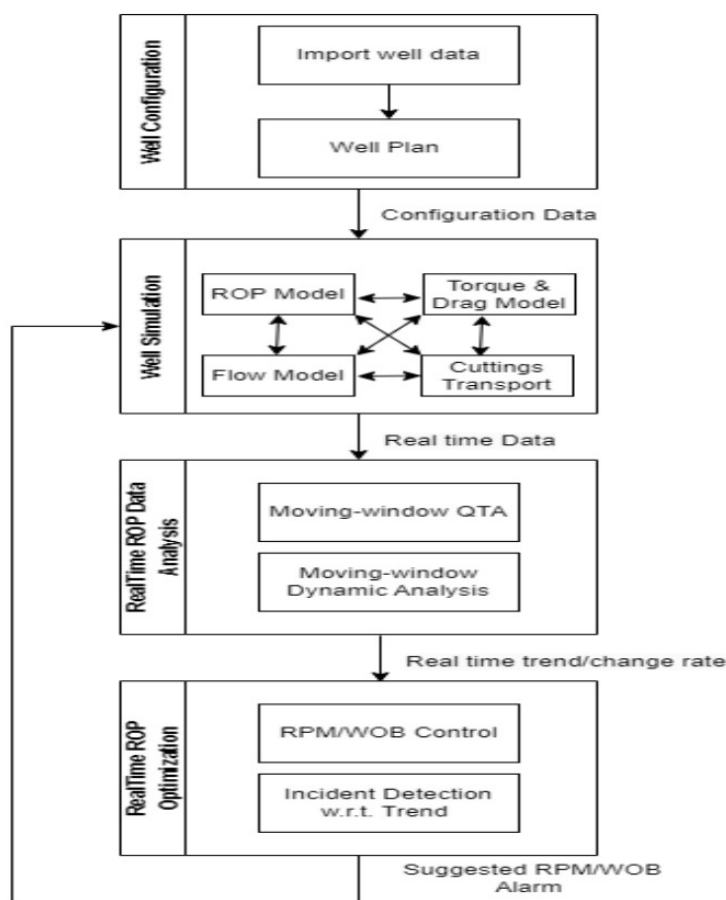 Well Configuration
Import well data
Well Plan
Configuration Data
Well Simulation
ROP Model
Torque &
Drag Model
Flow Model
Cuttings
Transport
Real time Data
RealTime ROP Data
Analysis
Moving-window QTA
Moving-window
Dynamic Analysis
Real time trend/change rate
RealTime ROP
Optimization
RPM/WOB Control
Incident Detection
w.r.t. Trend
Suggested RPM/WOB
Alarm